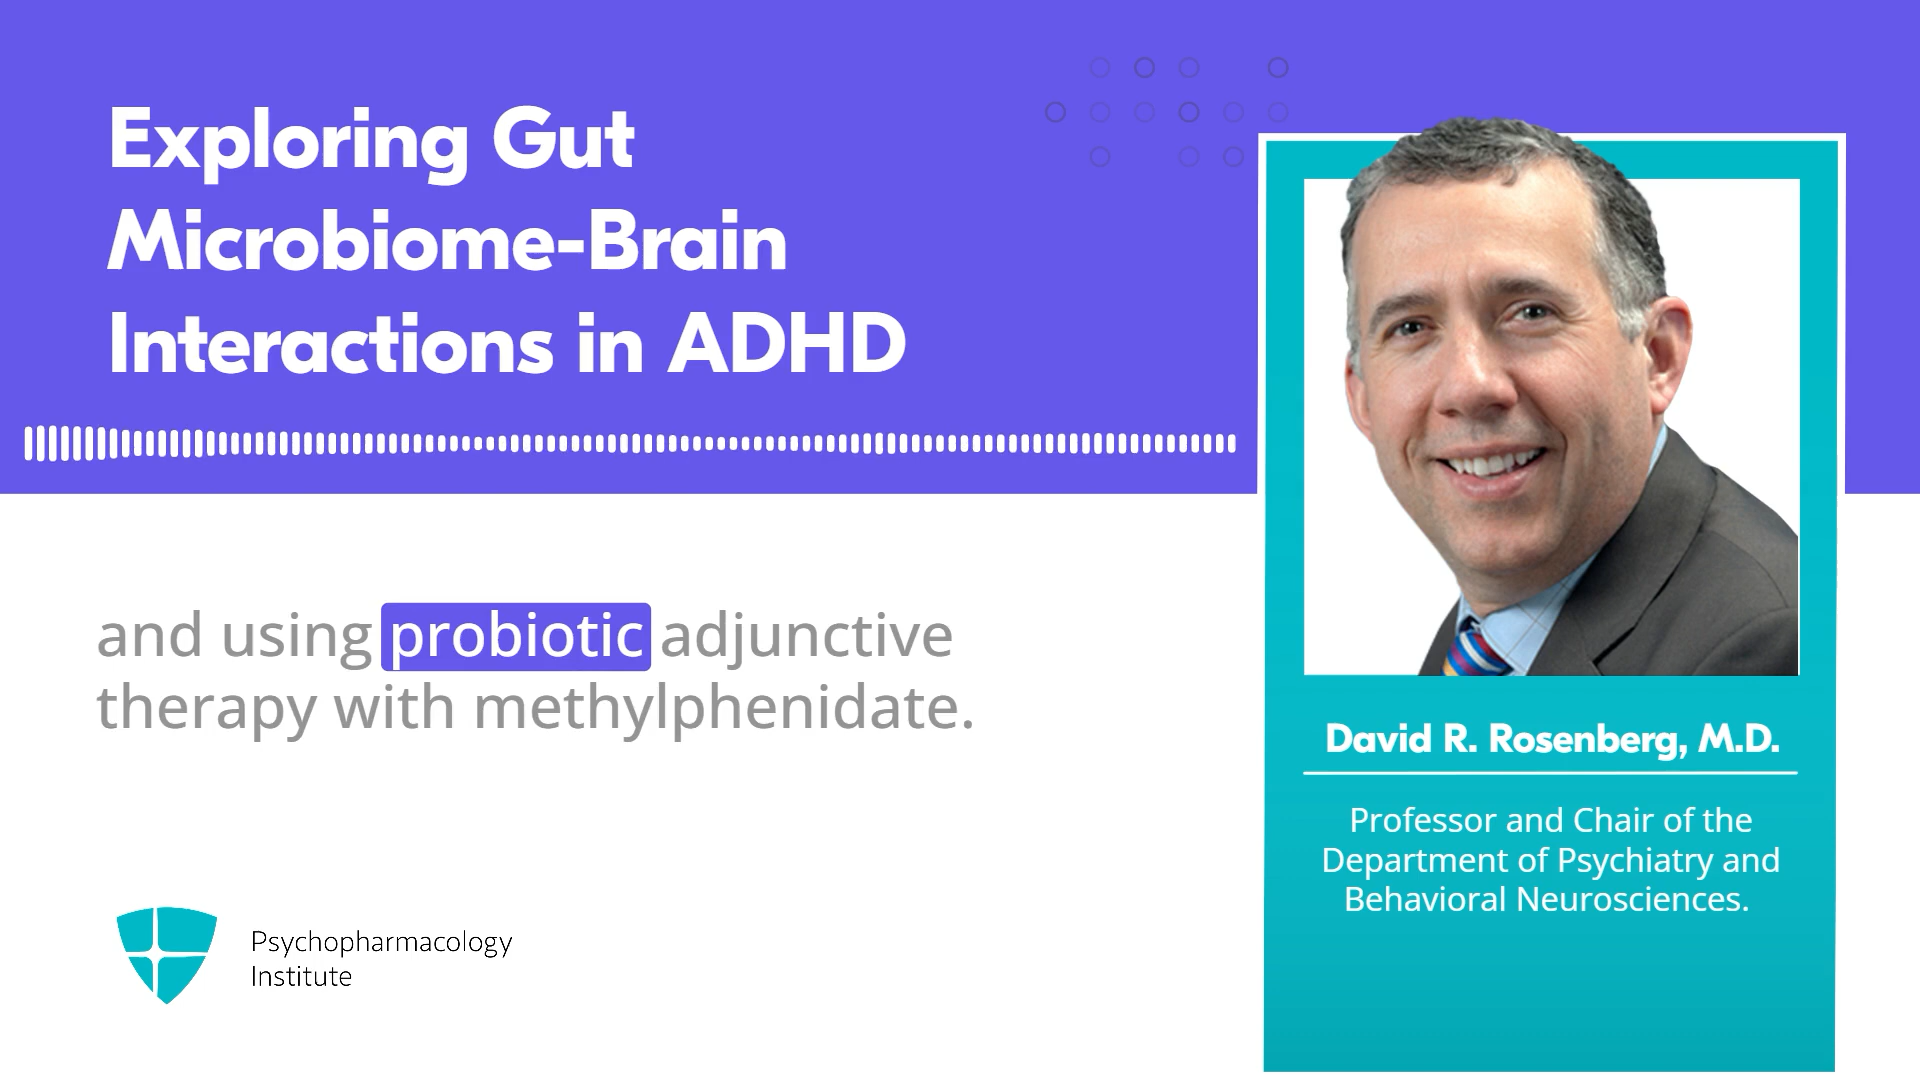 Exploring Gut
Microbiome-Brain
Interactions in ADHD
and using probiotic adjunctive
therapy with methylphenidate.
Psychopharmacology
Institute
David R. Rosenberg, M.D.
Professor and Chair of the
Department of Psychiatry and
Behavioral Neurosciences.